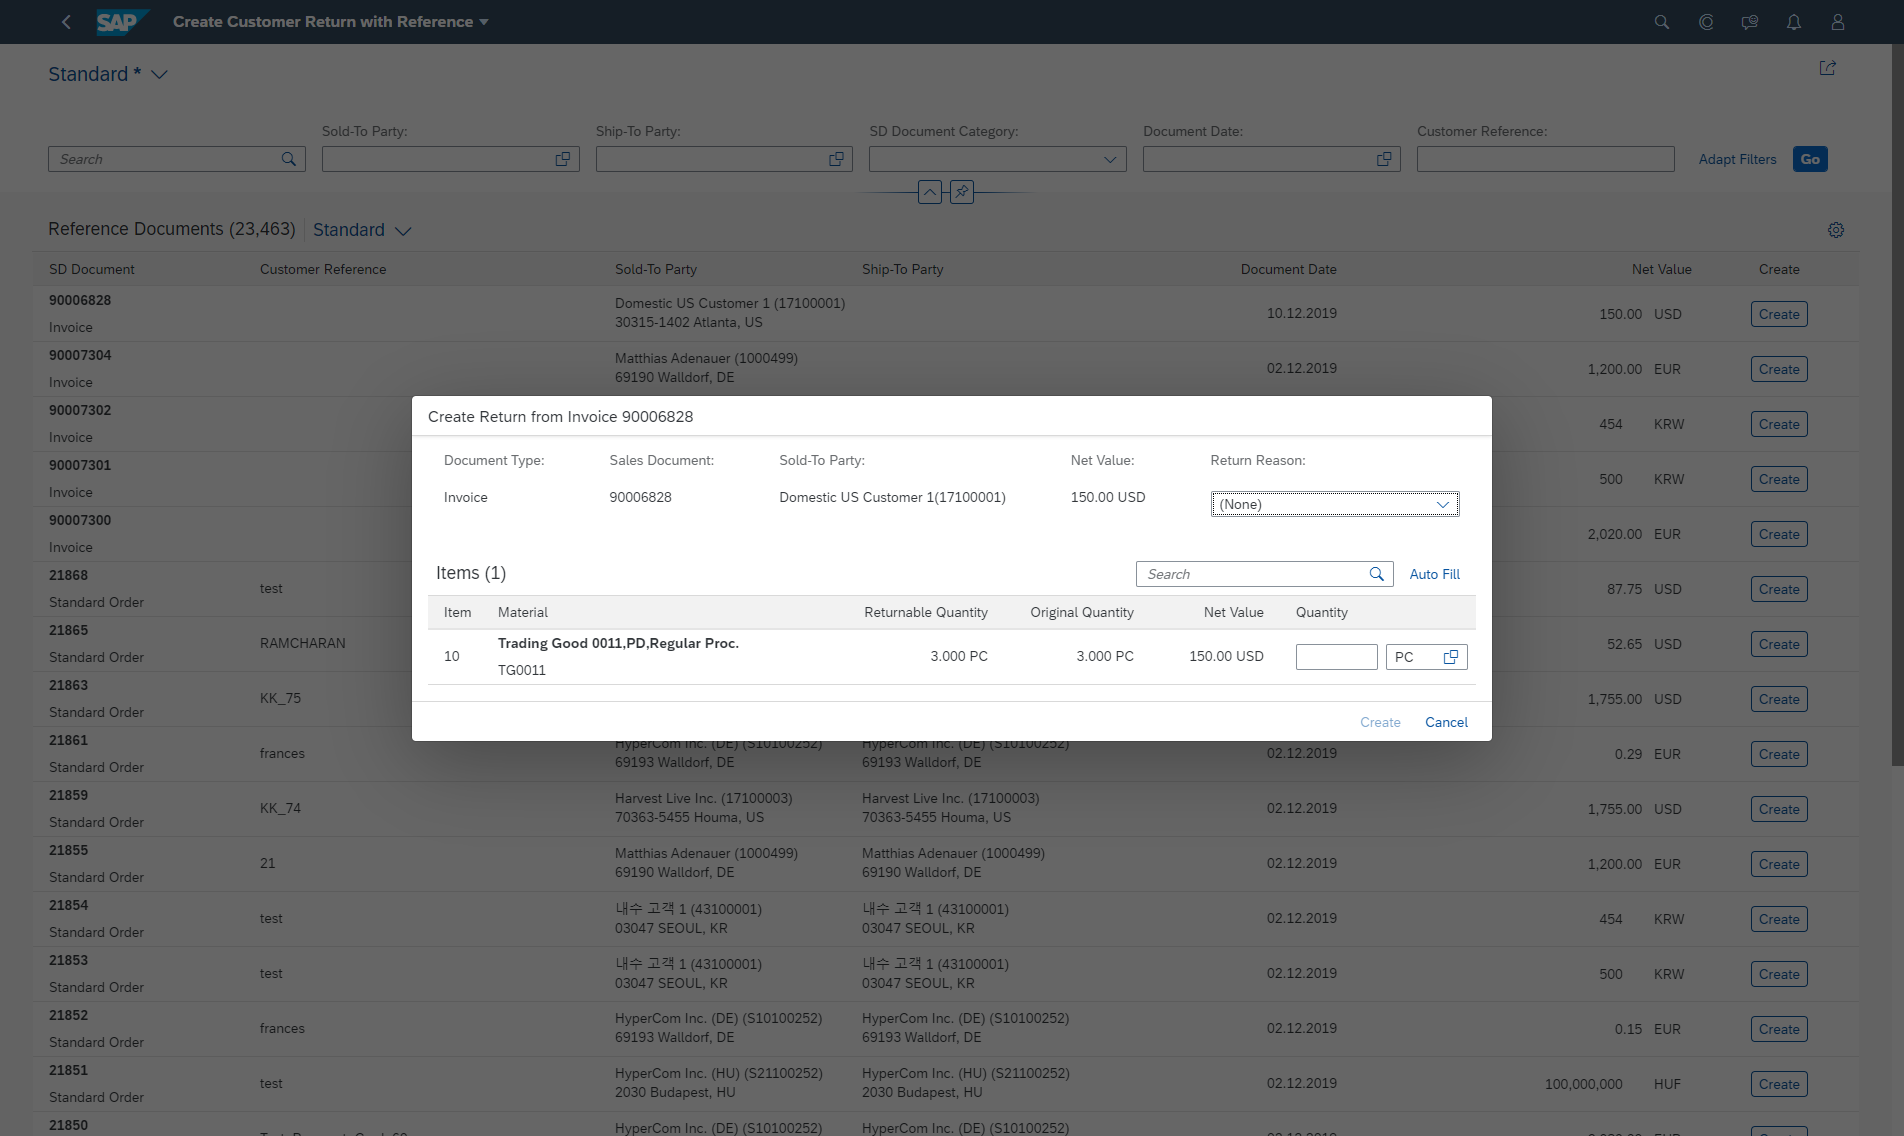 SAP Create Customer Return with Reference
Standard *
Sold-To Party: Ship-To Party: SD Document Category: Document Date: Customer Reference:
Search Adapt Filters Go
Reference Documents (23,463) Standard
SD Document Customer Reference Sold-To Party Ship-To Party Document Date Net Value Create
90006828 Domestic US Customer 1 (17100001) 10.12.2019 150.00 USD Create
Invoice 30315-1402 Atlanta, US
90007304 Matthias Adenauer (1000499) 02.12.2019 1,200.00 EUR Create
Invoice 69190 Walldorf, DE
90007302 454 KRW Create
Invoice
90007301 500 KRW Create
Invoice
90007300 2,020.00 EUR Create
Invoice
21868 test 87.75 USD Create
Standard Order
21865 RAMCHARAN 52.65 USD Create
Standard Order
21863 KK_75 1,755.00 USD Create
Standard Order
Create Return from Invoice 90006828
Document Type: Sales Document: Sold-To Party: Net Value: Return Reason:
Invoice 90006828 Domestic US Customer 1(17100001) 150.00 USD (None)
Items (1) Search Auto Fill
Item Material Returnable Quantity Original Quantity Net Value Quantity
10 Trading Good 0011,PD,Regular Proc. 3.000 PC 3.000 PC 150.00 USD PC
TG0011
Create Cancel
21861 frances HyperCom Inc. (DE) (S10100252) HyperCom Inc. (DE) (S10100252) 02.12.2019 0.29 EUR Create
Standard Order 69193 Walldorf, DE 69193 Walldorf, DE
21859 KK_74 Harvest Live Inc. (17100003) Harvest Live Inc. (17100003) 02.12.2019 1,755.00 USD Create
Standard Order 70363-5455 Houma, US 70363-5455 Houma, US
21855 21 Matthias Adenauer (1000499) Matthias Adenauer (1000499) 02.12.2019 1,200.00 EUR Create
Standard Order 69190 Walldorf, DE 69190 Walldorf, DE
21854 test 내수 고객 1 (43100001) 내수 고객 1 (43100001) 02.12.2019 454 KRW Create
Standard Order 03047 SEOUL, KR 03047 SEOUL, KR
21853 test 내수 고객 1 (43100001) 내수 고객 1 (43100001) 02.12.2019 500 KRW Create
Standard Order 03047 SEOUL, KR 03047 SEOUL, KR
21852 frances HyperCom Inc. (DE) (S10100252) HyperCom Inc. (DE) (S10100252) 02.12.2019 0.15 EUR Create
Standard Order 69193 Walldorf, DE 69193 Walldorf, DE
21851 test HyperCom Inc. (HU) (S21100252) HyperCom Inc. (HU) (S21100252) 02.12.2019 100,000,000 HUF Create
Standard Order 2030 Budapest, HU 2030 Budapest, HU
21850 HyperCom Inc. (DE) (S10100252) HyperCom Inc. (DE) (S10100252)